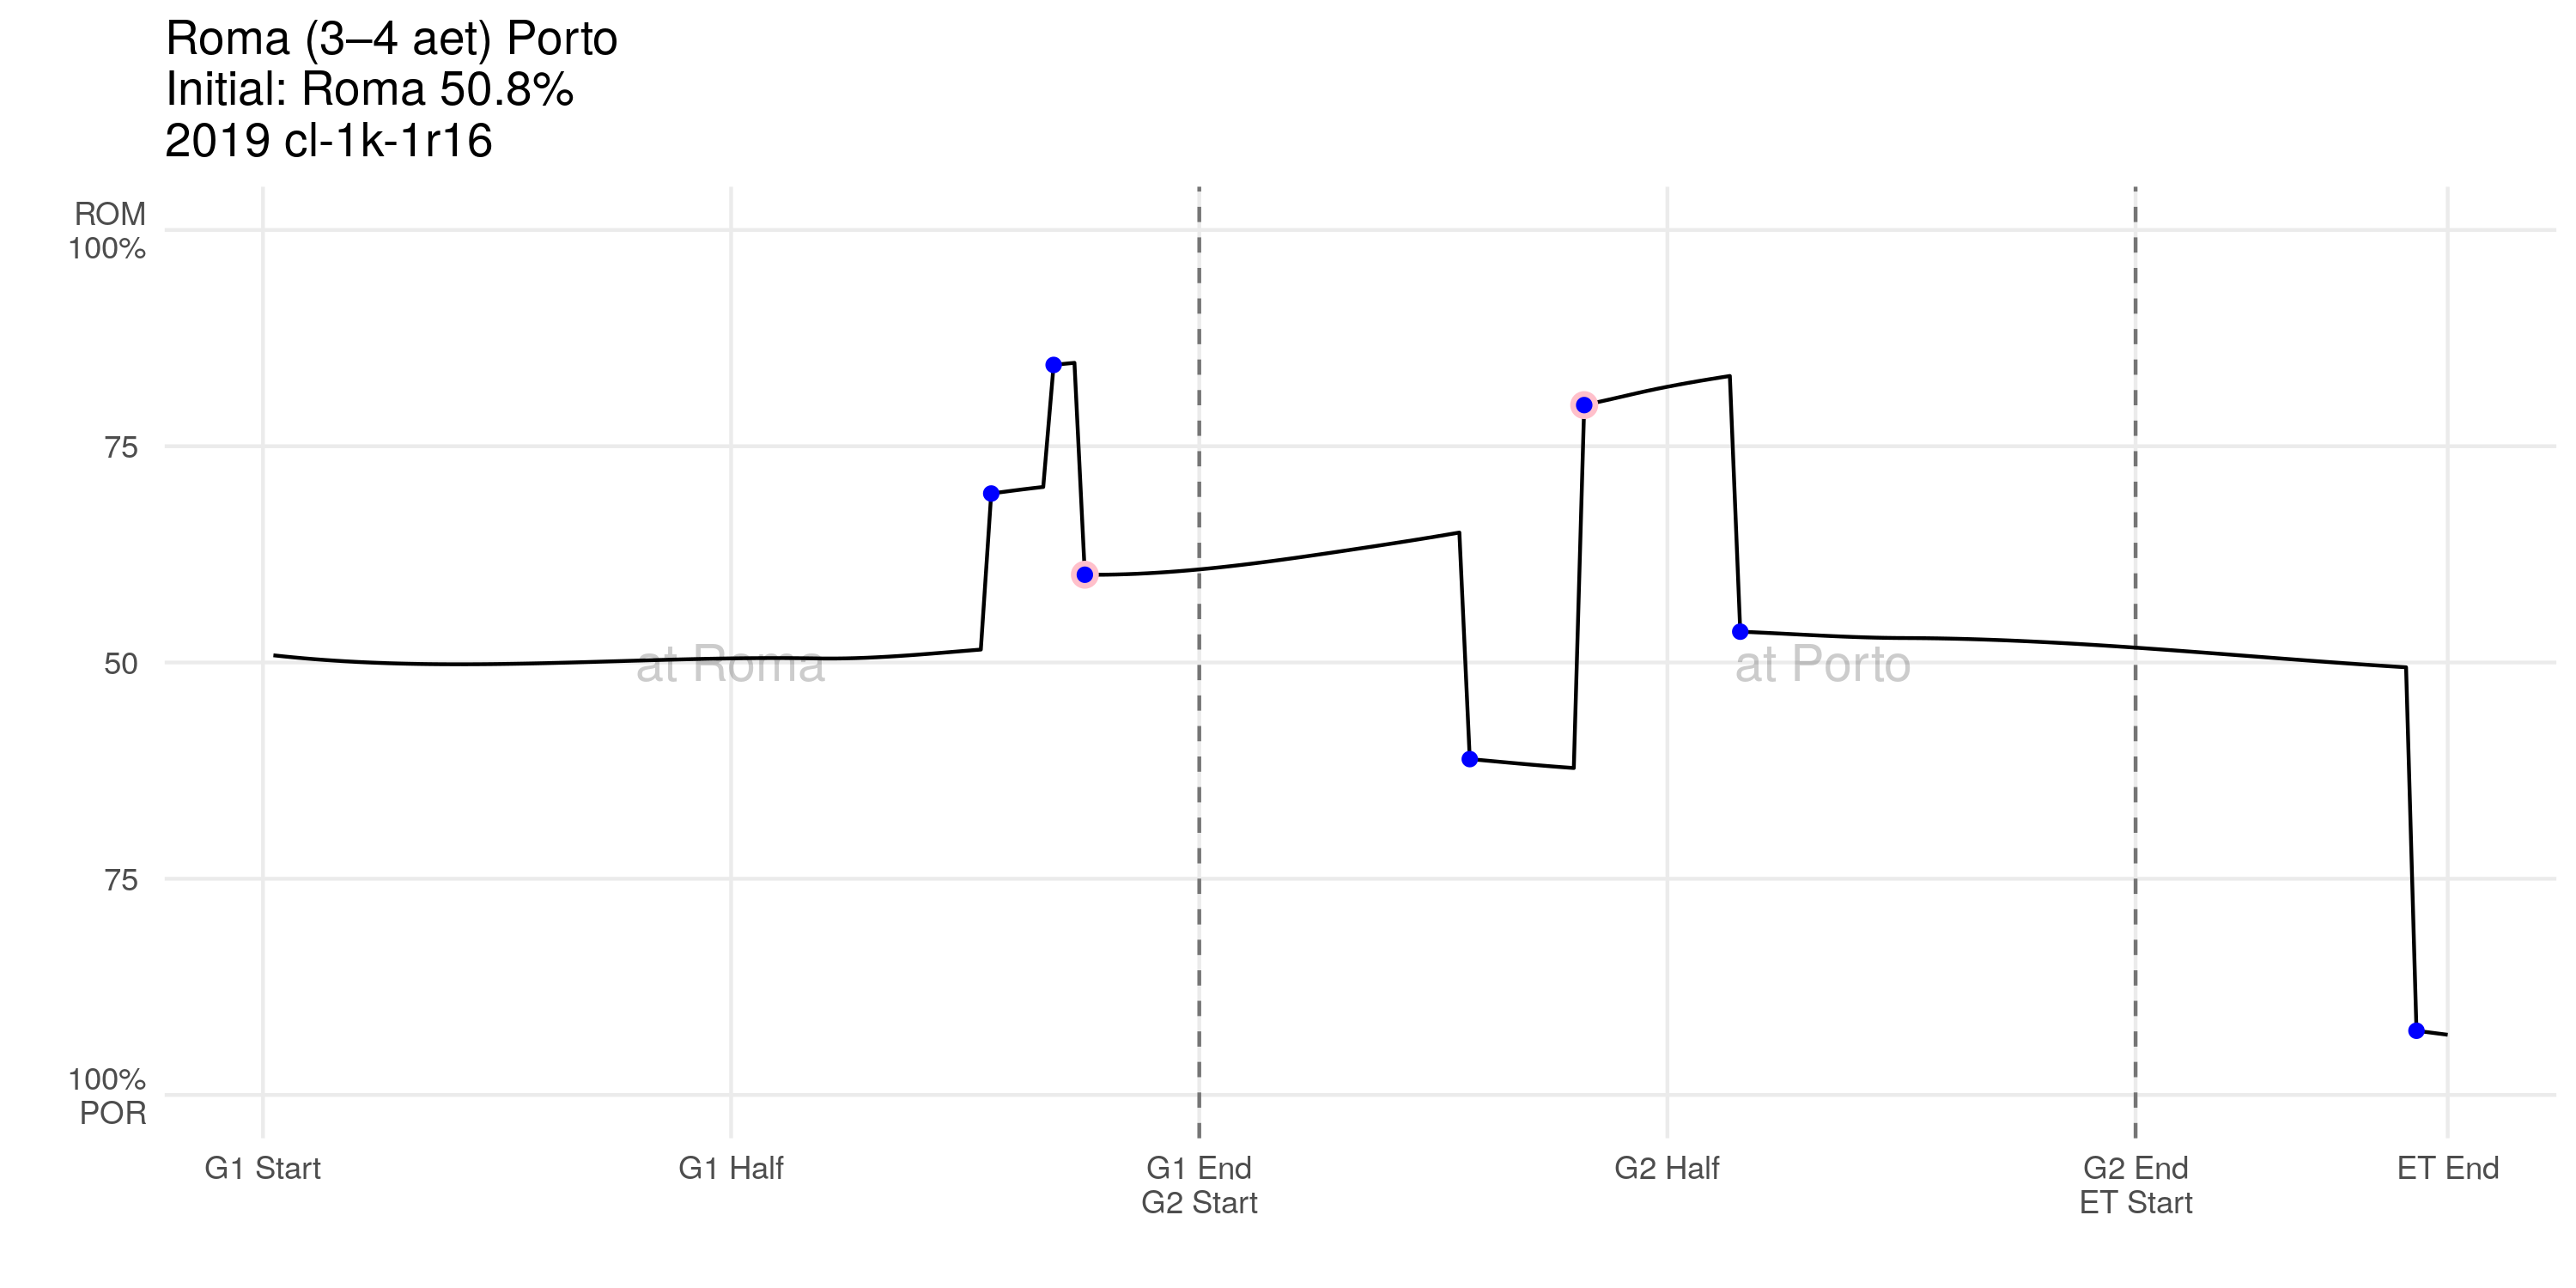 Roma (3–4 aet) Porto
Initial: Roma 50.8%
2019 cl-1k-1r16
ROM
100%
75
50
75
100%
POR
at Roma
at Porto
G1 Start
G1 Half
G1 End
G2 Start
G2 Half
G2 End
ET Start
ET End